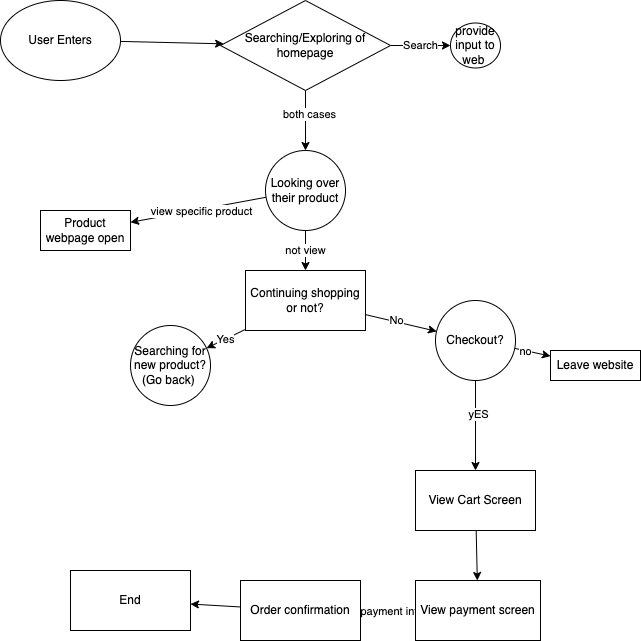 User Enters
Searching/Exploring of
homepage
Search
provide
input to
web
both cases
Looking over
their product
view specific product
Product
webpage open
not view
Continuing shopping
or not?
Yes
No
Searching for
new product?
(Go back)
Checkout?
no
Leave website
yES
View Cart Screen
End
Order confirmation
payment
View payment screen